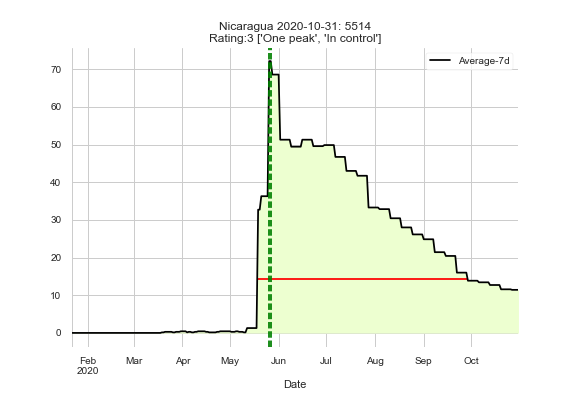 Nicaragua 2020-10-31: 5514
Rating:3 ['One peak', 'In control']
Average-7d
70
60
50
40
30
20
10
0
Feb Mar Apr May Jun Jul Aug Sep Oct
2020
Date